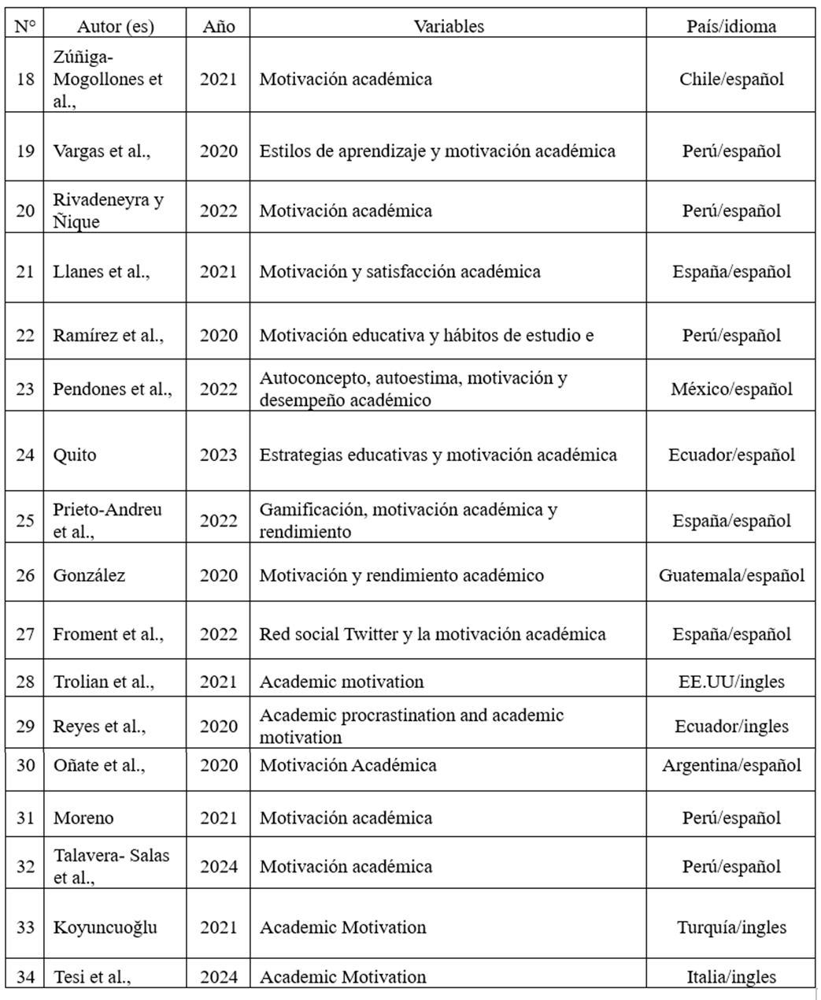 N° Autor (es) Año Variables País/idioma
Zúñiga-
18 Mogollones et 2021 Motivación académica Chile/español
al.,
19 Vargas et al., 2020 Estilos de aprendizaje y motivación académica Perú/español
Rivadeneyra y
20 2022 Motivación académica Perú/español
Ñique
21 Llanes et al., 2021 Motivación y satisfacción académica España/español
22 Ramírez et al., 2020 Motivación educativa y hábitos de estudio e Perú/español
Autoconcepto, autoestima, motivación y
23 Pendones et al., 2022 México/español
desempeño académico
24 Quito 2023 Estrategias educativas y motivación académica Ecuador/español
Prieto-Andreu Gamificación, motivación académica y
25 2022 España/español
et al., rendimiento
26 González 2020 Motivación y rendimiento académico Guatemala/español
27 Froment et al., 2022 Red social Twitter y la motivación académica España/español
28 Trolian et al., 2021 Academic motivation EE.UU/ingles
Academic procrastination and academic
29 Reyes et al., 2020 Ecuador/ingles
motivation
30 Oñate et al., 2020 Motivación Académica Argentina/español
31 Moreno 2021 Motivación académica Perú/español
Talavera- Salas
32 2024 Motivación académica Perú/español
et al.,
33 Koyuncuoğlu 2021 Academic Motivation Turquía/ingles
34 Tesi et al., 2024 Academic Motivation Italia/ingles